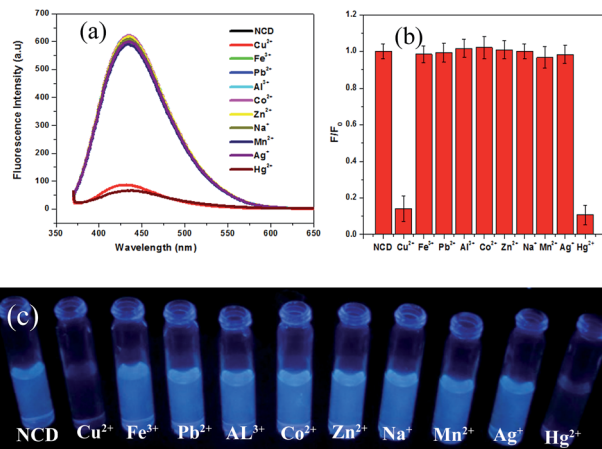 (a)
Fluorescence Intensity (a.u)
700
600
500
400
300
200
100
0
350 400 450 500 550 600 650
Wavelength (nm)
NCD
Cu²⁺
Fe³⁺
Pb²⁺
Al³⁺
Co²⁺
Zn²⁺
Na⁺
Mn²⁺
Ag⁺
Hg²⁺
(b)
F/F₀
1.2
1.0
0.8
0.6
0.4
0.2
0.0
NCD Cu²⁺ Fe³⁺ Pb²⁺ Al³⁺ Co²⁺ Zn²⁺ Na⁺ Mn²⁺ Ag⁺ Hg²⁺
(c)
NCD Cu²⁺ Fe³⁺ Pb²⁺ AL³⁺ Co²⁺ Zn²⁺ Na⁺ Mn²⁺ Ag⁺ Hg²⁺